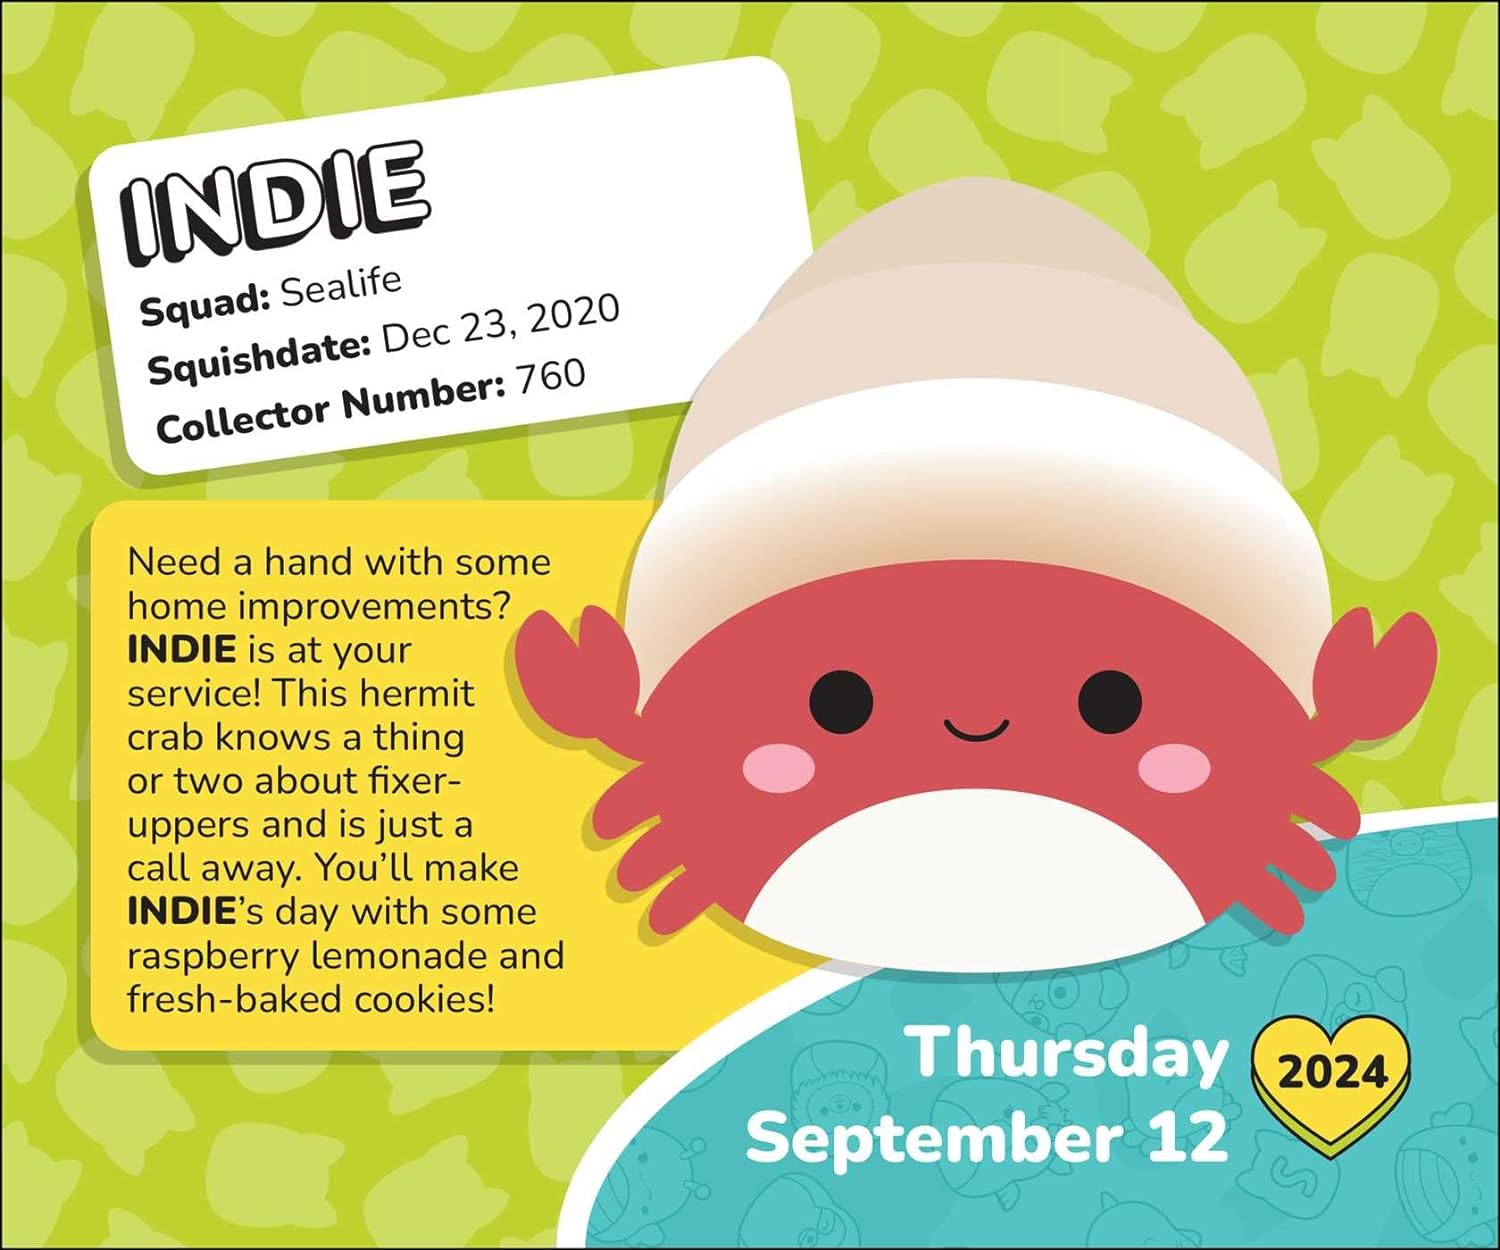 INDIE
Squad: Sealife
Squishdate: Dec 23, 2020
Collector Number: 760
Need a hand with some
home improvements?
INDIE is at your
service! This hermit
crab knows a thing
or two about fixer-
uppers and is just a
call away. You’ll make
INDIE’s day with some
raspberry lemonade and
fresh-baked cookies!
Thursday
September 12
2024
S